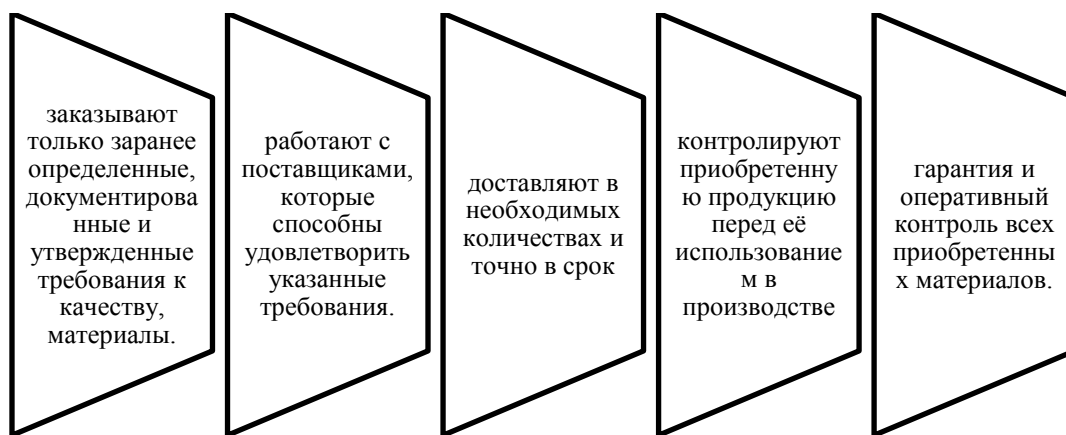 заказывают
только заранее
определенные,
документирова
нные и
утвержденные
требования к
качеству,
материалы.
работают с
поставщиками,
которые
способны
удовлетворить
указанные
требования.
доставляют в
необходимых
количествах и
точно в срок
контролируют
приобретенну
ю продукцию
перед её
использование
м в
производстве
гарантия и
оперативный
контроль всех
приобретенны
х материалов.